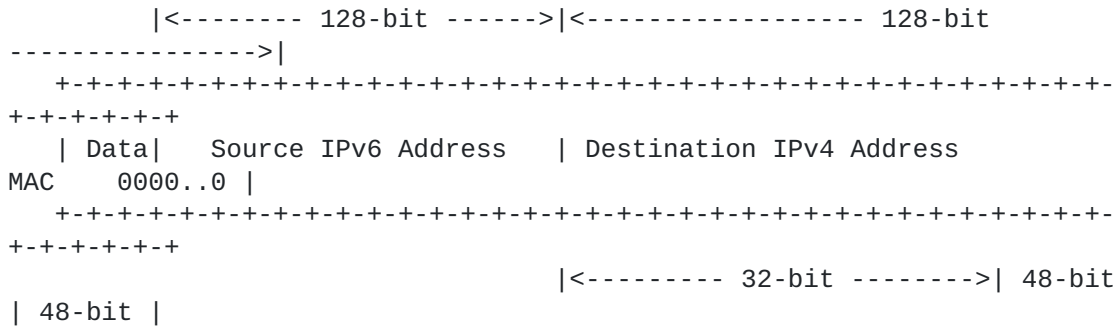 |<-------- 128-bit ------>|<------------------ 128-bit
---------------->|
+-+-+-+-+-+-+-+-+-+-+-+-+-+-+-+-+-+-+-+-+-+-+-+-+-+-+-+-+-+-+-+-+-+-
+-+-+-+-+-+
| Data|   Source IPv6 Address   | Destination IPv4 Address
MAC    0000..0 |
+-+-+-+-+-+-+-+-+-+-+-+-+-+-+-+-+-+-+-+-+-+-+-+-+-+-+-+-+-+-+-+-+-+-
+-+-+-+-+-+
|<--------- 32-bit -------->| 48-bit
| 48-bit |